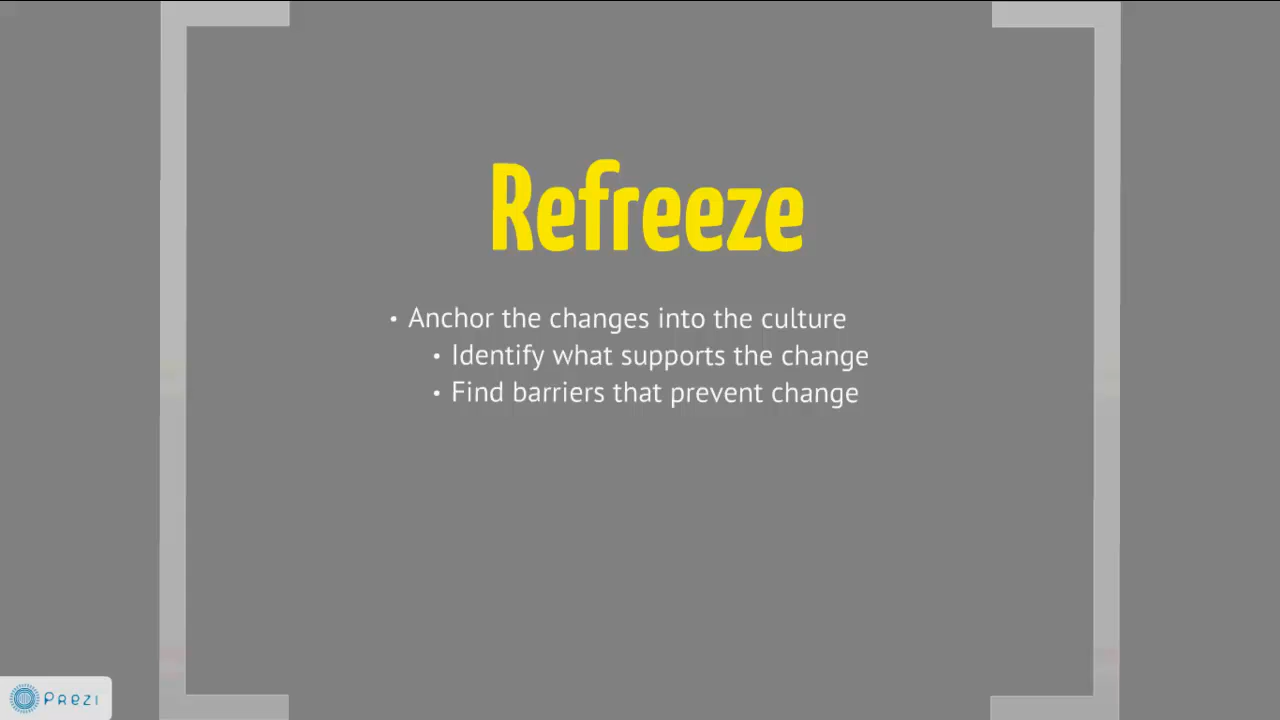 Refreeze
• Anchor the changes into the culture
• Identify what supports the change
• Find barriers that prevent change
Prezi